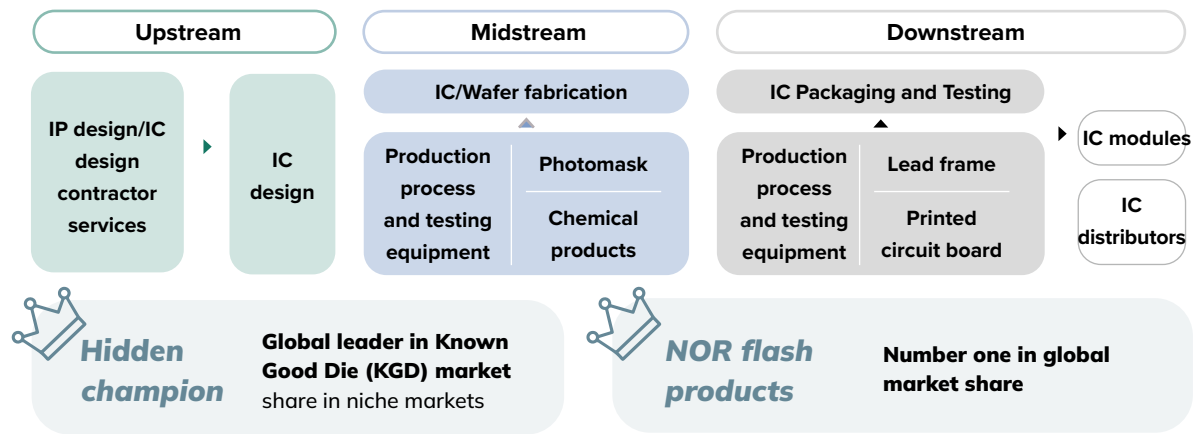 Upstream
Midstream
Downstream
IP design/IC
design
contractor
services
IC
design
IC/Wafer fabrication
Production
process
and testing
equipment
Photomask
Chemical
products
IC Packaging and Testing
Production
process
and testing
equipment
Lead frame
Printed
circuit board
IC modules
IC
distributors
Hidden
champion
Global leader in Known
Good Die (KGD) market
share in niche markets
NOR flash
products
Number one in global
market share